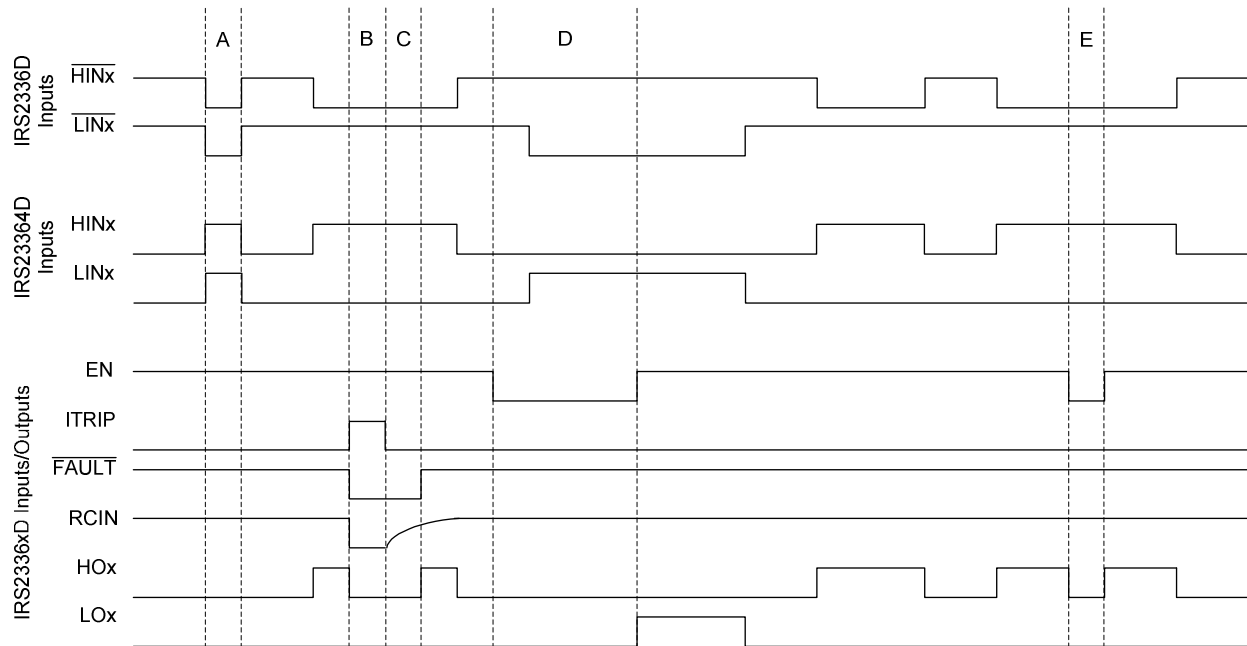 A B C D E
IRS2336D
Inputs
HINx
LINx
IRS23364D
Inputs
HINx
LINx
IRS2336xD Inputs/Outputs
EN
ITRIP
FAULT
RCIN
HOx
LOx